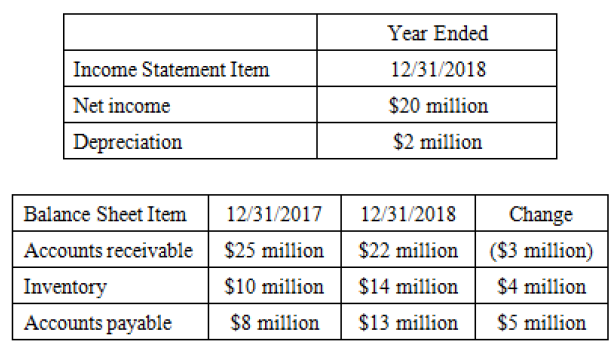 Year Ended
Income Statement Item 12/31/2018
Net income $20 million
Depreciation $2 million
Balance Sheet Item 12/31/2017 12/31/2018 Change
Accounts receivable $25 million $22 million ($3 million)
Inventory $10 million $14 million $4 million
Accounts payable $8 million $13 million $5 million